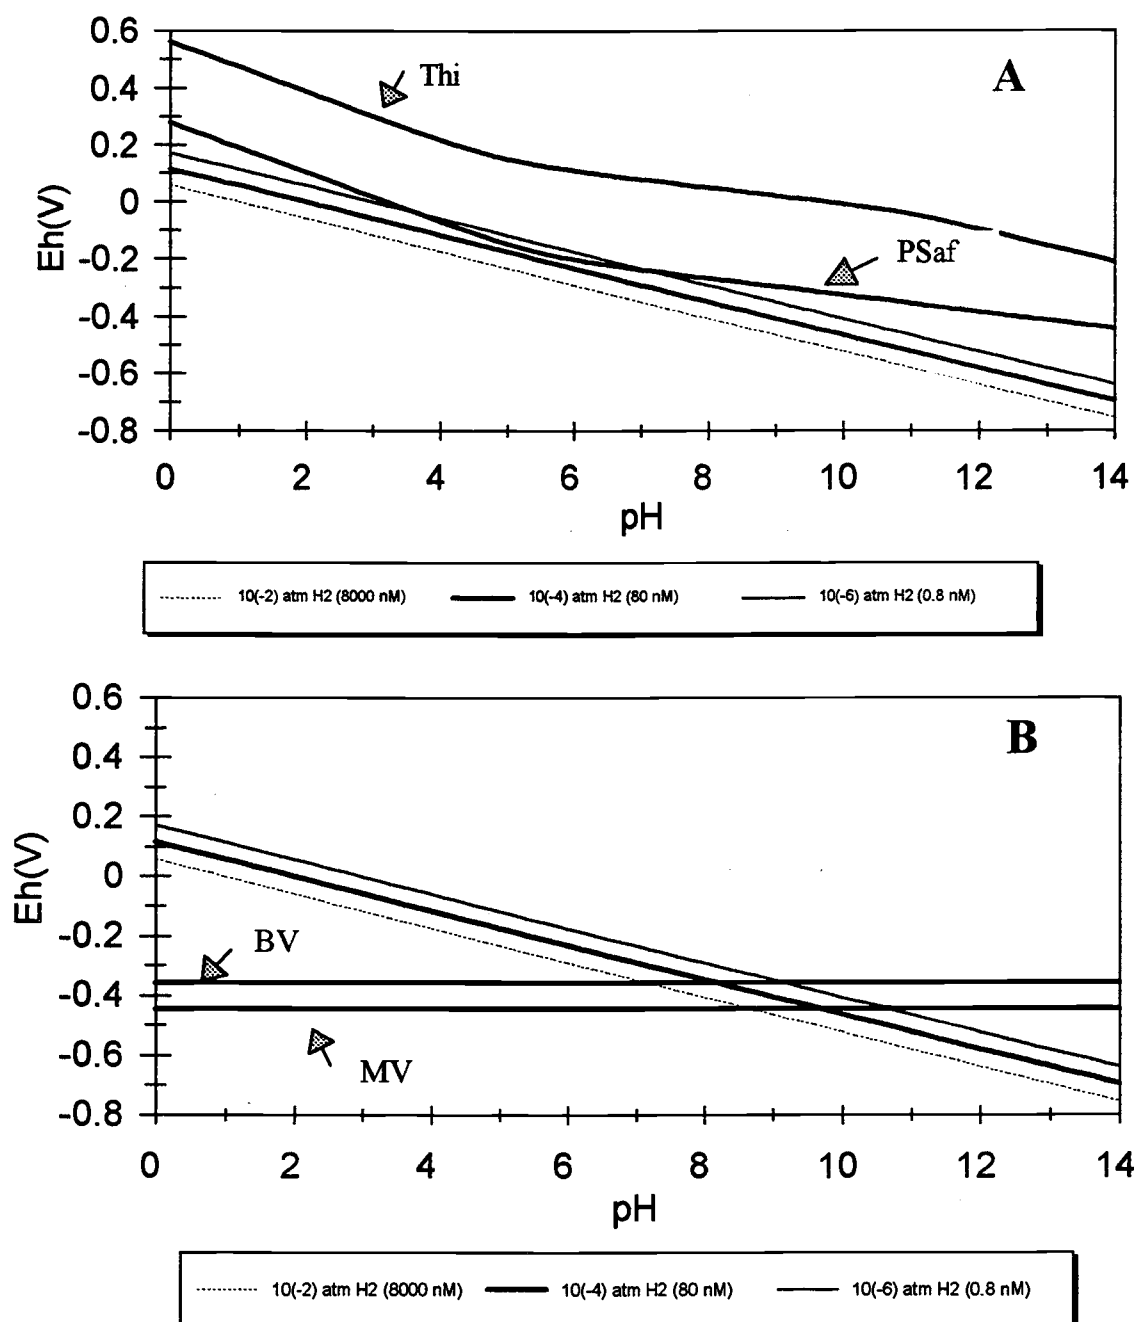 A
Thi
PSaf
Eh(V)
0.6
0.4
0.2
0
-0.2
-0.4
-0.6
-0.8
0 2 4 6 8 10 12 14
pH
10(-2) atm H2 (8000 nM) 10(-4) atm H2 (80 nM) 10(-6) atm H2 (0.8 nM)
B
BV
MV
Eh(V)
0.6
0.4
0.2
0
-0.2
-0.4
-0.6
-0.8
0 2 4 6 8 10 12 14
pH
10(-2) atm H2 (8000 nM) 10(-4) atm H2 (80 nM) 10(-6) atm H2 (0.8 nM)